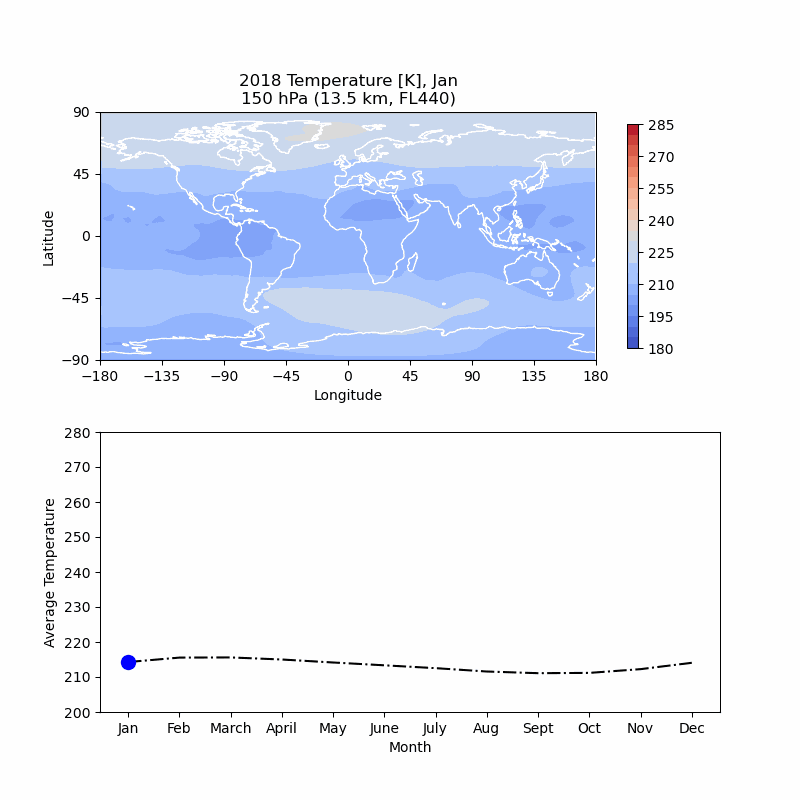 2018 Temperature [K], Jan
150 hPa (13.5 km, FL440)
90
45
0
−45
−90
Latitude
−180 −135 −90 −45 0 45 90 135 180
Longitude
285
270
255
240
225
210
195
180
280
270
260
250
240
230
220
210
200
Average Temperature
Jan Feb March April May June July Aug Sept Oct Nov Dec
Month